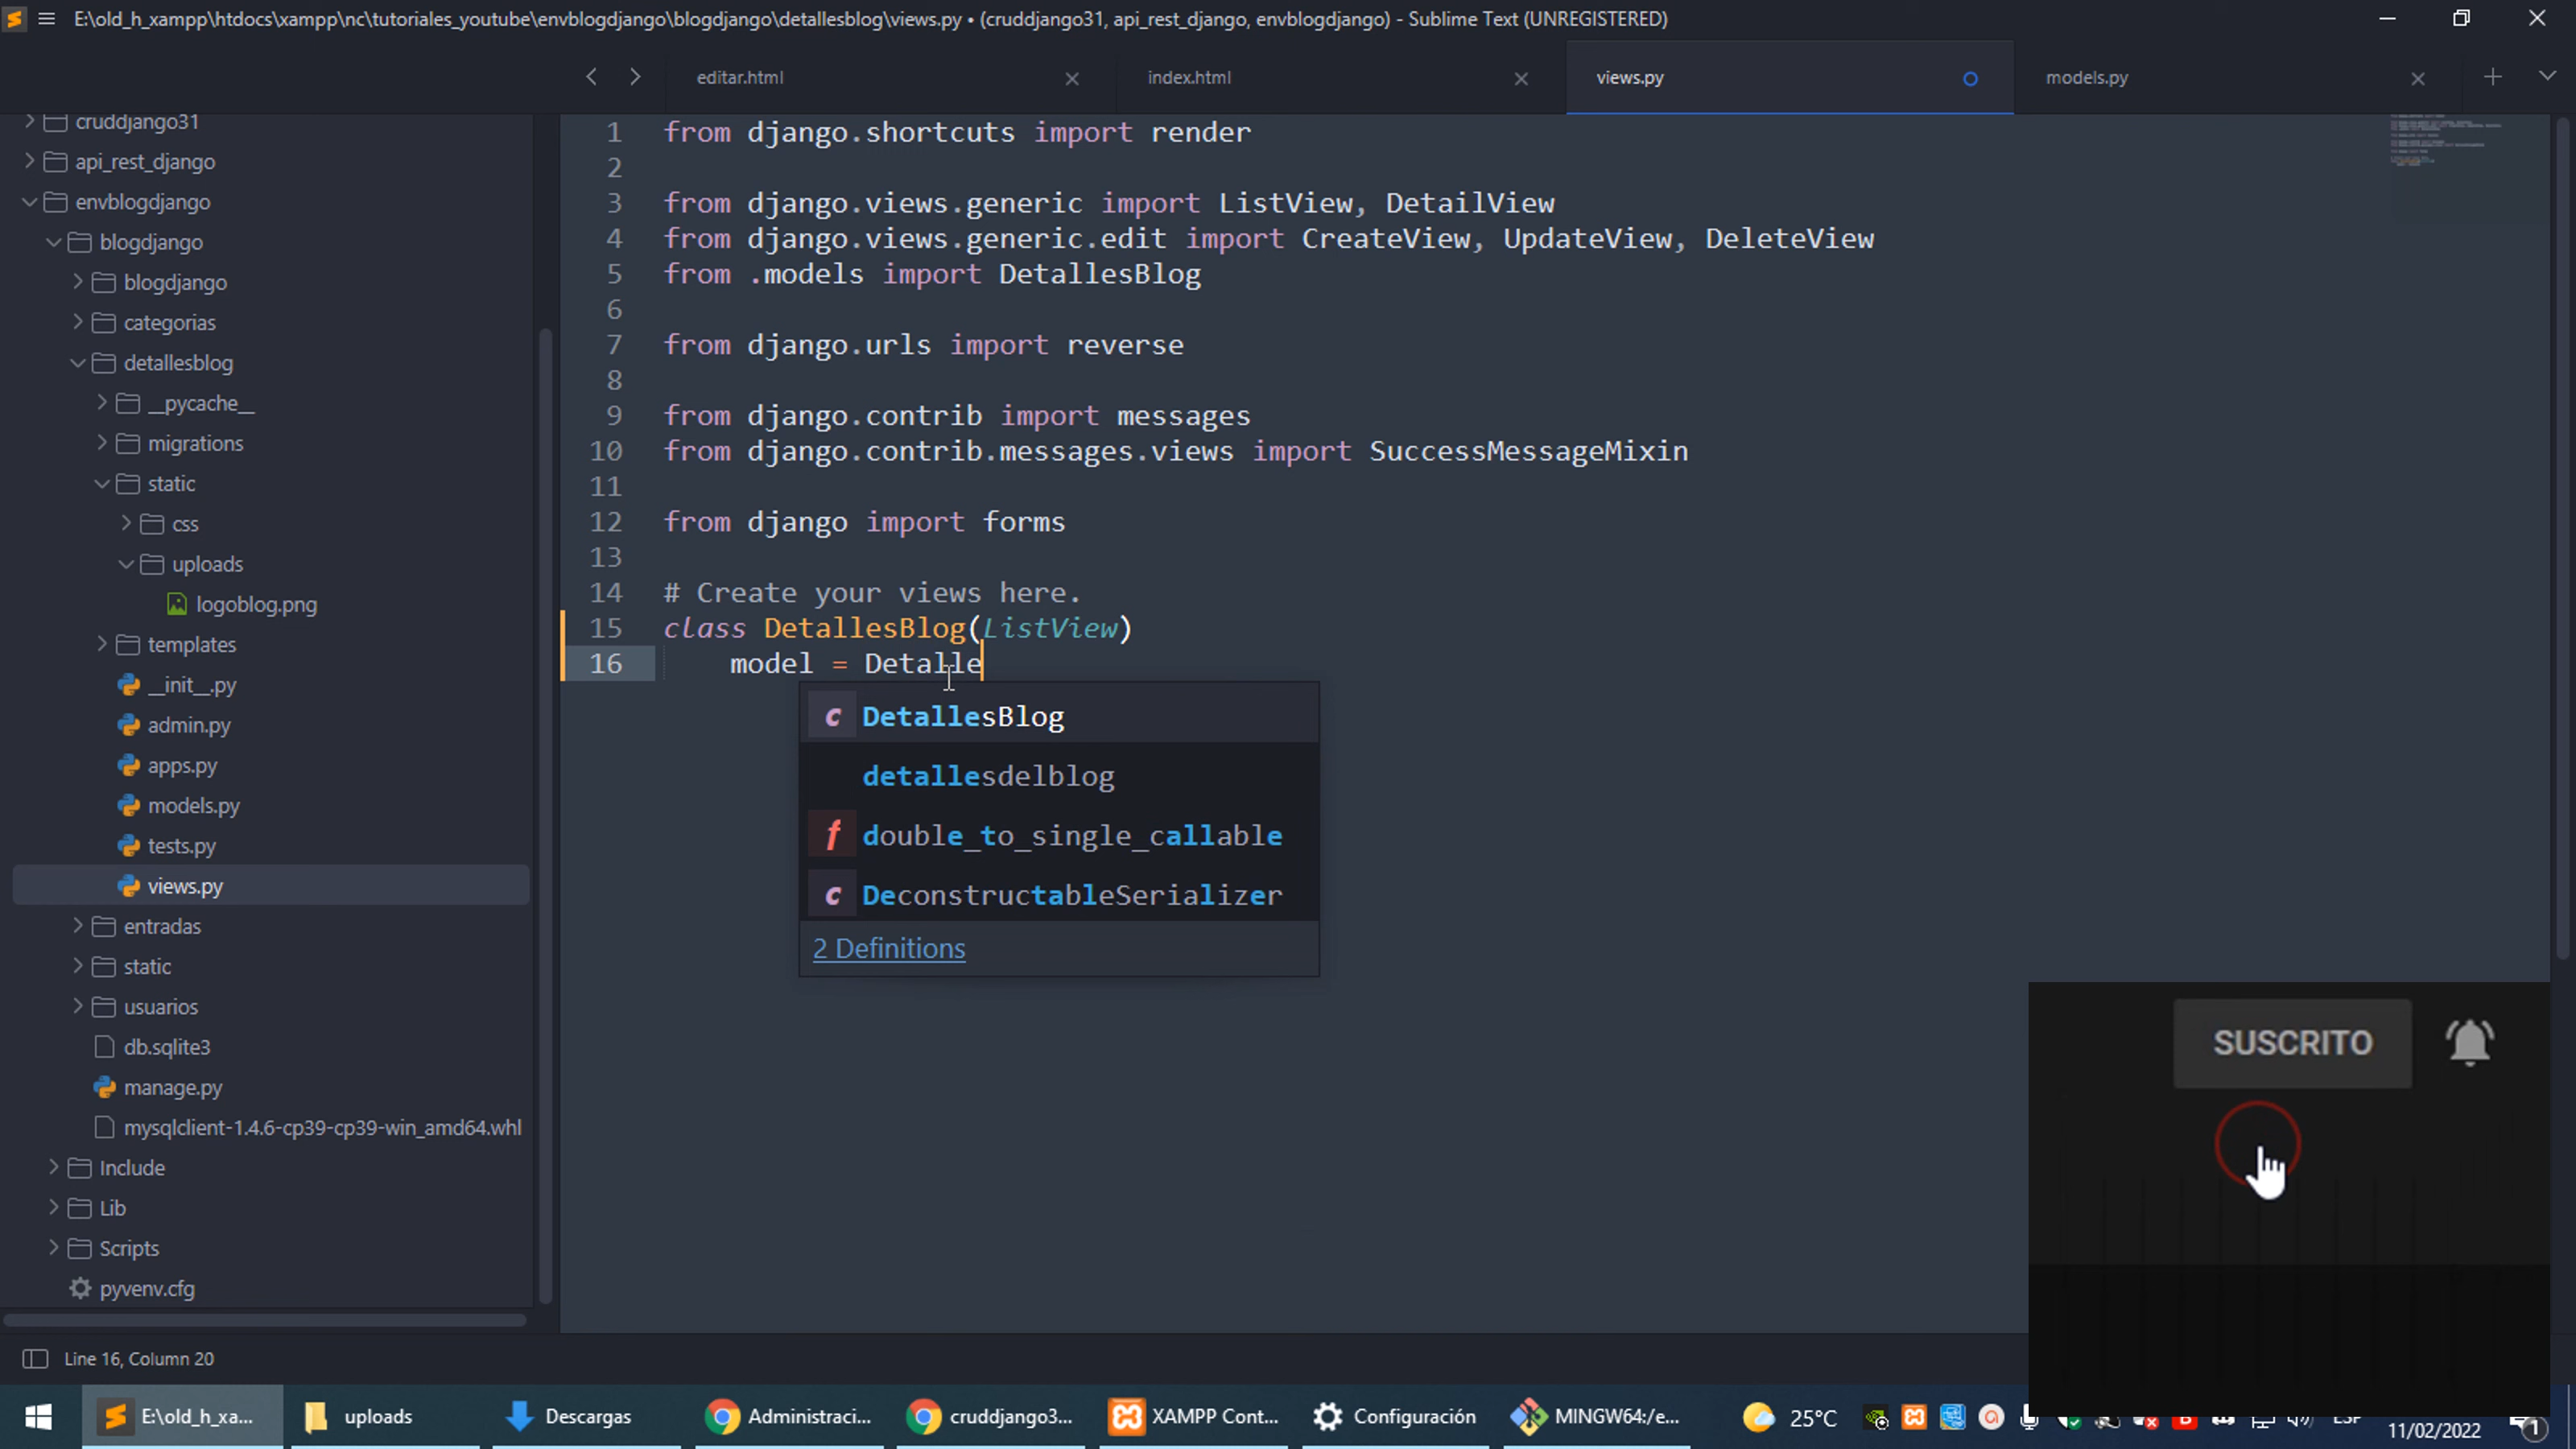 E:\old_h_xampp\htdocs\xampp\nc\tutoriales_youtube\envblogdjango\blogdjango\detallesblog\views.py • (cruddjango31, api_rest_django, envblogdjango) - Sublime Text (UNREGISTERED)
editar.html
index.html
views.py
models.py
cruddjango31
api_rest_django
envblogdjango
blogdjango
blogdjango
categorias
detallesblog
__pycache__
migrations
static
css
uploads
logoblog.png
templates
__init__.py
admin.py
apps.py
models.py
tests.py
views.py
entradas
static
usuarios
db.sqlite3
manage.py
mysqlclient-1.4.6-cp39-cp39-win_amd64.whl
Include
Lib
Scripts
pyvenv.cfg
1 from django.shortcuts import render
2
3 from django.views.generic import ListView, DetailView
4 from django.views.generic.edit import CreateView, UpdateView, DeleteView
5 from .models import DetallesBlog
6
7 from django.urls import reverse
8
9 from django.contrib import messages
10 from django.contrib.messages.views import SuccessMessageMixin
11
12 from django import forms
13
14 # Create your views here.
15 class DetallesBlog(ListView)
16 model = Detalle
c DetallesBlog
detallesdelblog
f double_to_single_callable
c DeconstructableSerializer
2 Definitions
SUSCRITO
Line 16, Column 20
E:\old_h_xa...
uploads
Descargas
Administraci...
cruddjango3...
XAMPP Cont...
Configuración
MINGW64:/e...
25°C
ESP
11/02/2022
1